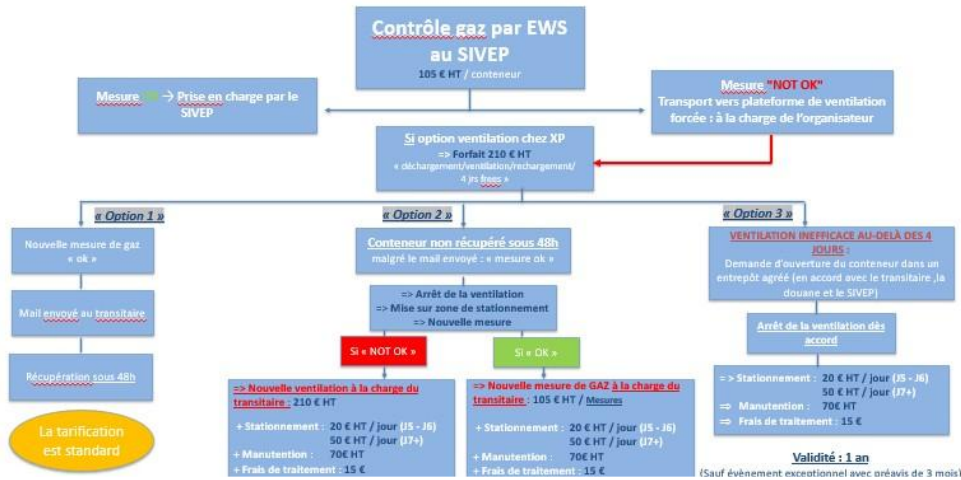 Contrôle gaz par EWS
au SIVEP
105 € HT / conteneur
Mesure OK → Prise en charge par le
SIVEP
Mesure "NOT OK"
Transport vers plateforme de ventilation
forcée : à la charge de l'organisateur
Si option ventilation chez XP
=> Forfait 210 € HT
« déchargement/ventilation/rechargement/
4 jrs frees »
« Option 1 »
Nouvelle mesure de gaz
« ok »
Mail envoyé au transitaire
Récupération sous 48h
La tarification
est standard
« Option 2 »
Conteneur non récupéré sous 48h
malgré le mail envoyé : « mesure ok »
=> Arrêt de la ventilation
=> Mise sur zone de stationnement
=> Nouvelle mesure
Si « NOT OK »
Si « OK »
=> Nouvelle ventilation à la charge du
transitaire : 210 € HT
+ Stationnement : 20 € HT / jour (J5 - J6)
50 € HT / jour (J7+)
+ Manutention : 70€ HT
+ Frais de traitement : 15 €
=> Nouvelle mesure de GAZ à la charge du
transitaire : 105 € HT / Mesures
+ Stationnement : 20 € HT / jour (J5 - J6)
50 € HT / jour (J7+)
+ Manutention : 70€ HT
+ Frais de traitement : 15 €
« Option 3 »
VENTILATION INEFFICACE AU-DELÀ DES 4
JOURS :
Demande d'ouverture du conteneur dans un
entrepôt agréé (en accord avec le transitaire ,la
douane et le SIVEP)
Arrêt de la ventilation dès
accord
= > Stationnement : 20 € HT / jour (J5 - J6)
50 € HT / jour (J7+)
⇒ Manutention : 70€ HT
⇒ Frais de traitement : 15 €
Validité : 1 an
(Sauf évènement exceptionnel avec préavis de 3 mois)